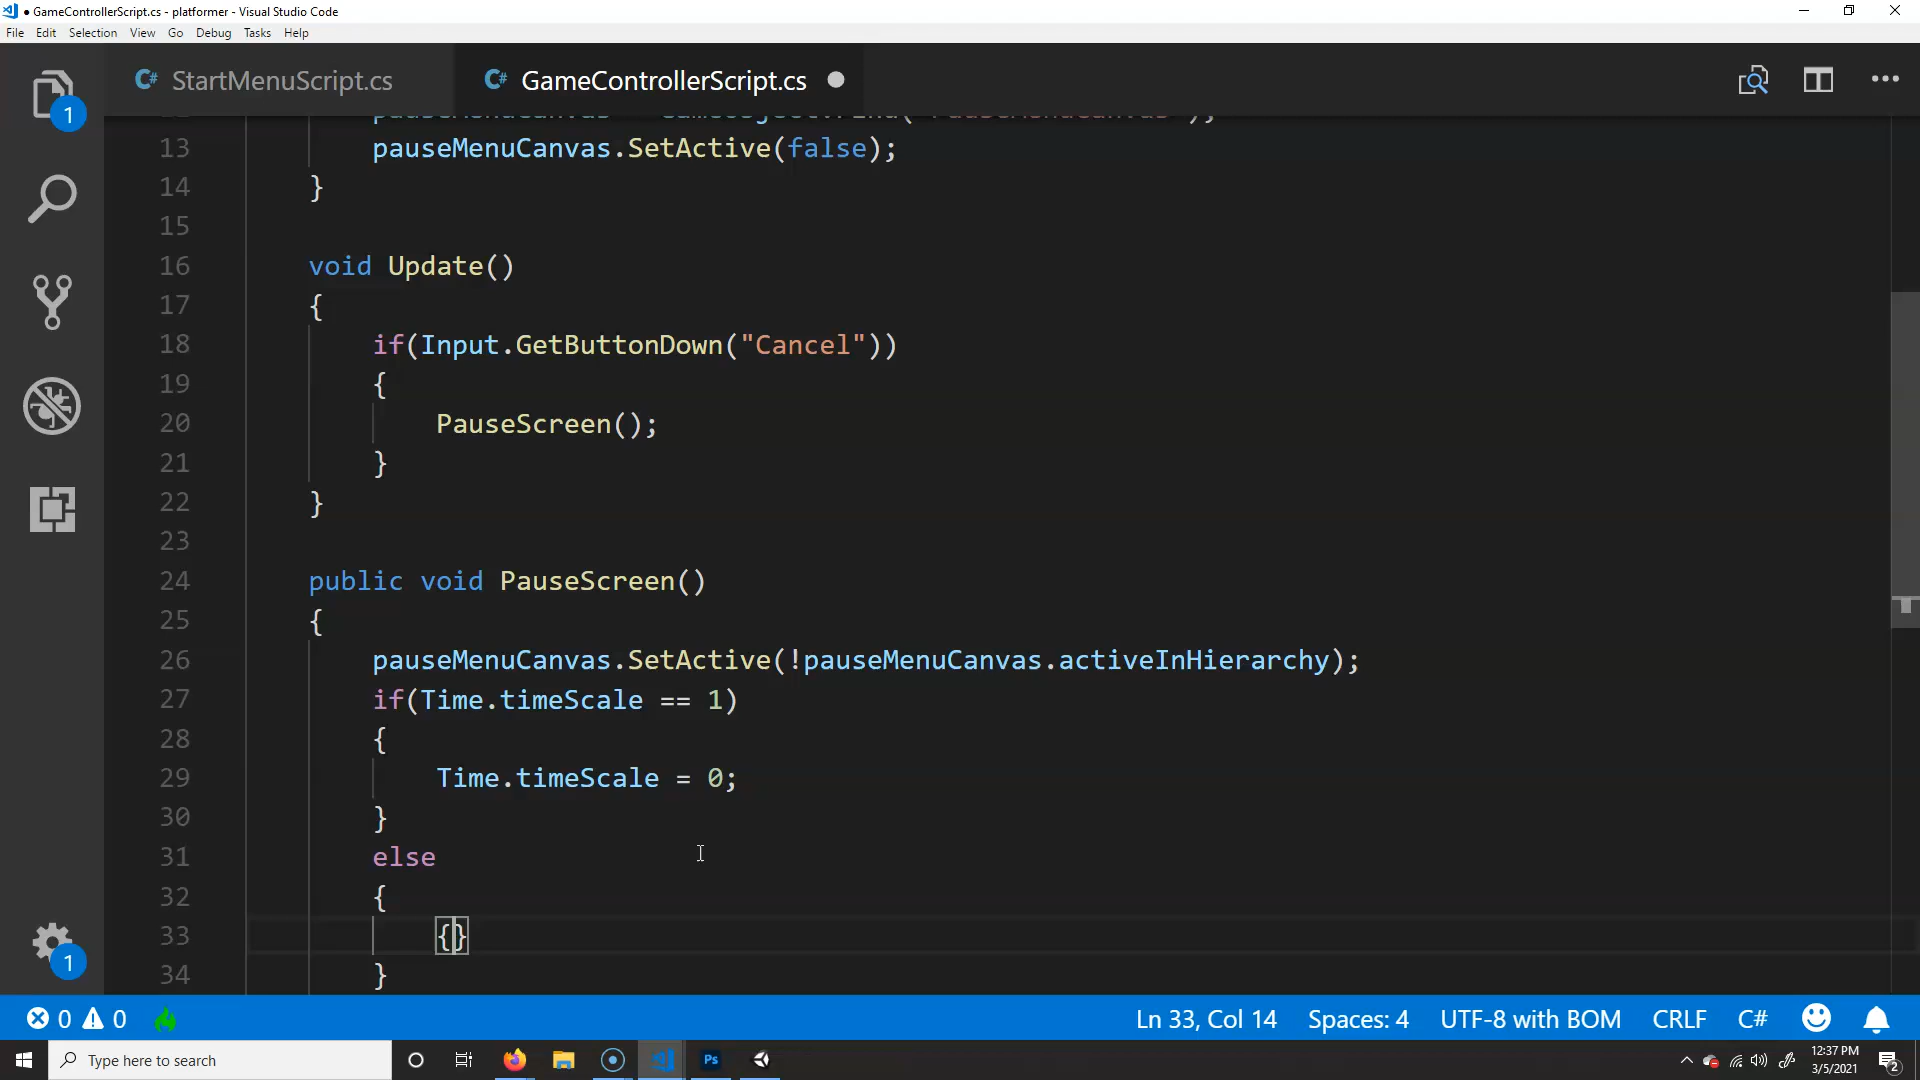 GameControllerScript.cs - platformer - Visual Studio Code
File Edit Selection View Go Debug Tasks Help
C# StartMenuScript.cs C# GameControllerScript.cs
1
13 pauseMenuCanvas.SetActive(false);
14 }
15
16 void Update()
17 {
18 if(Input.GetButtonDown("Cancel"))
19 {
20 PauseScreen();
21 }
22 }
23
24 public void PauseScreen()
25 {
26 pauseMenuCanvas.SetActive(!pauseMenuCanvas.activeInHierarchy);
27 if(Time.timeScale == 1)
28 {
29 Time.timeScale = 0;
30 }
31 else
32 {
33 {}
34 }
1
0 0 Ln 33, Col 14 Spaces: 4 UTF-8 with BOM CRLF C#
Type here to search Ps 12:37 PM
3/5/2021 2